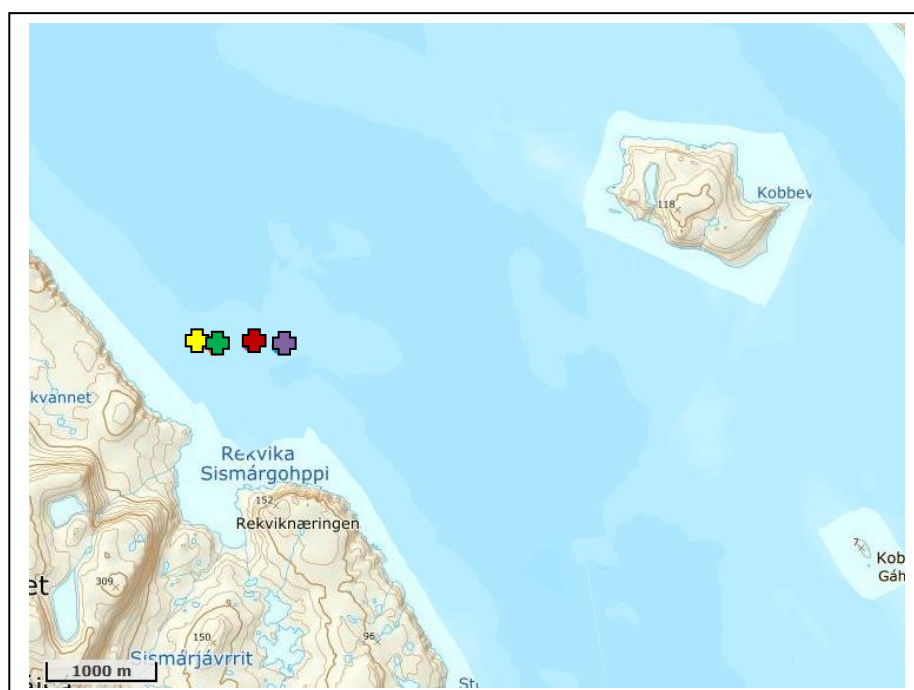 Kobbev
118
kvannet
Rekvika
Sismárgohppi
152
Rekviknæringen
7
Kob
Gáh
309
et
150
96
Sismárjávrrit
1000 m